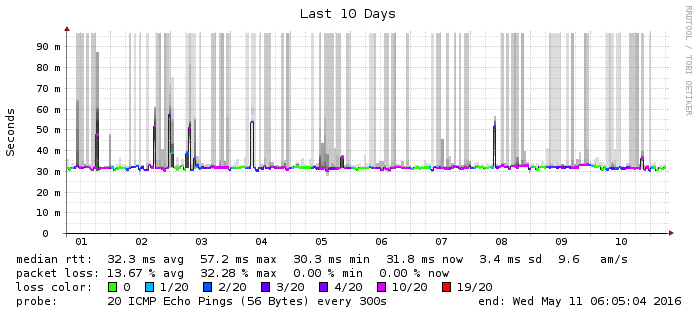 Last 10 Days
RRDTOOL / TOBI OETIKER
Seconds
90 m
80 m
70 m
60 m
50 m
40 m
30 m
20 m
10 m
0
01 02 03 04 05 06 07 08 09 10
median rtt: 32.3 ms avg 57.2 ms max 30.3 ms min 31.8 ms now 3.4 ms sd 9.6 am/s
packet loss: 13.67 % avg 32.28 % max 0.00 % min 0.00 % now
loss color: 0 1/20 2/20 3/20 4/20 10/20 19/20
probe: 20 ICMP Echo Pings (56 Bytes) every 300s end: Wed May 11 06:05:04 2016